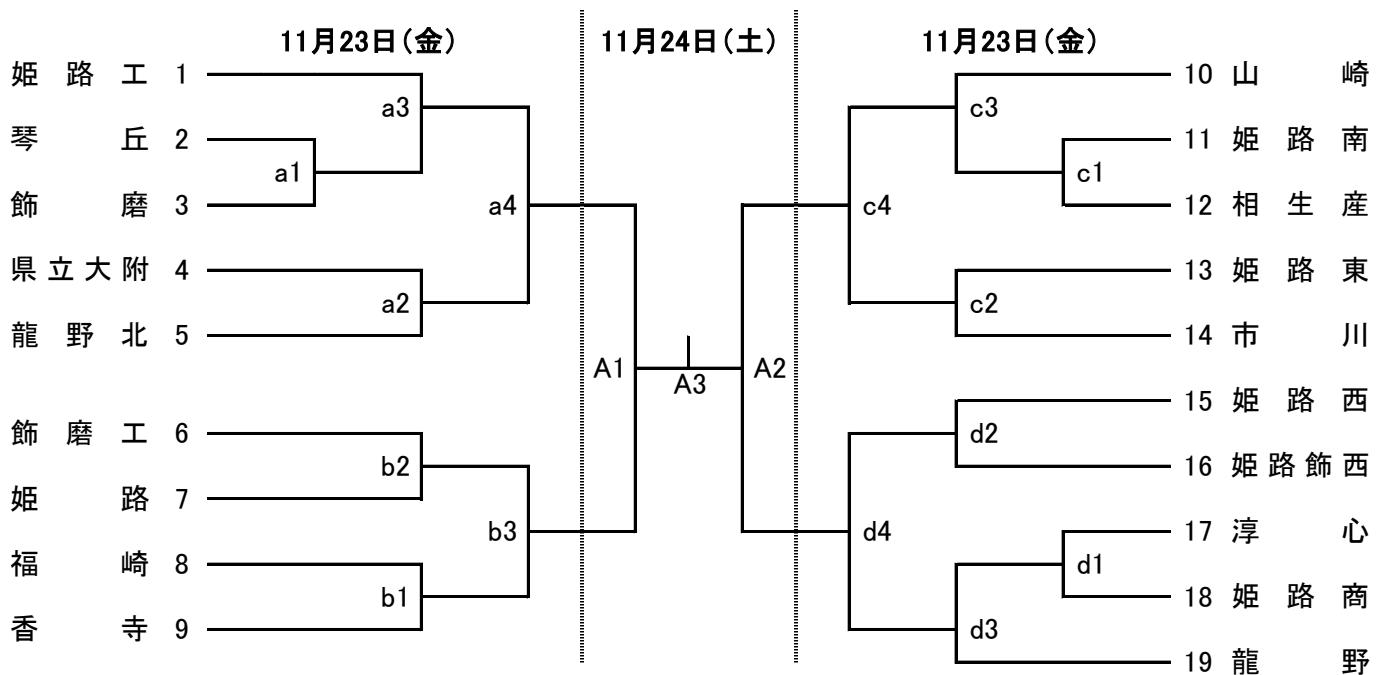 11月23日(金) 11月24日(土) 11月23日(金)
姫路工 1
a3
琴丘 2
a1
飾磨 3
a4
県立大附 4
a2
龍野北 5
飾磨工 6
b2
姫路 7
b3
福崎 8
b1
香寺 9
A1
A3
A2
10 山崎
c3
11 姫路南
c1
12 相生産
c4
13 姫路東
c2
14 市川
15 姫路西
d2
16 姫路飾西
d4
17 淳心
d1
18 姫路商
d3
19 龍野